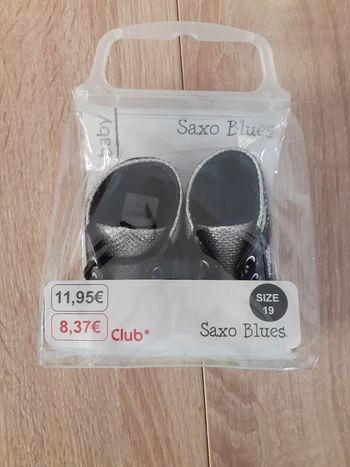 baby
Saxo Blues
11,95€
SIZE
19
8,37€ Club*
Saxo Blues